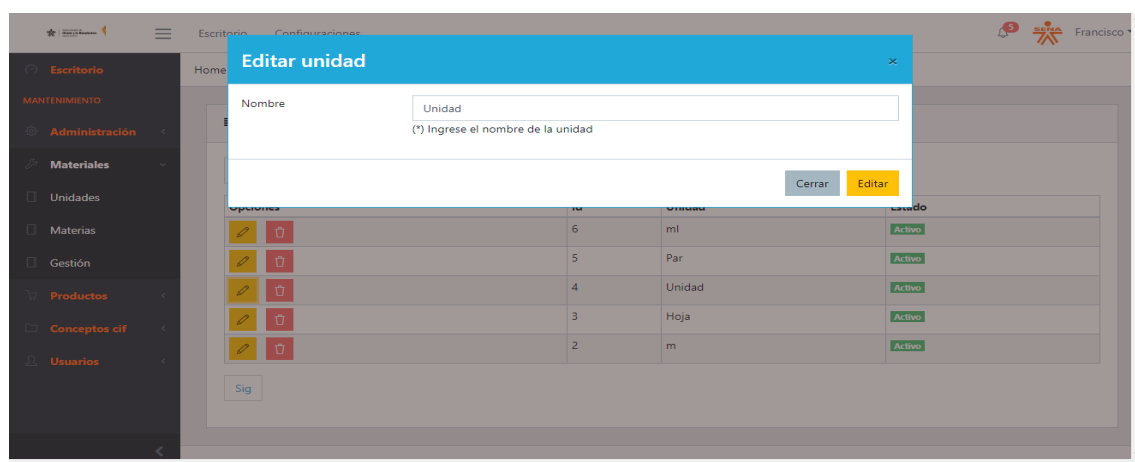 Escritorio Configuraciones
5
SENA
Francisco
Escritorio
Home
Editar unidad
×
MANTENIMIENTO
Nombre
Unidad
(*) Ingrese el nombre de la unidad
Administración
Materiales
Cerrar Editar
Unidades
Opciones Id Unidad Estado
Materias
6 ml Activo
Gestión
5 Par Activo
Productos
4 Unidad Activo
Conceptos cif
3 Hoja Activo
Usuarios
2 m Activo
Sig